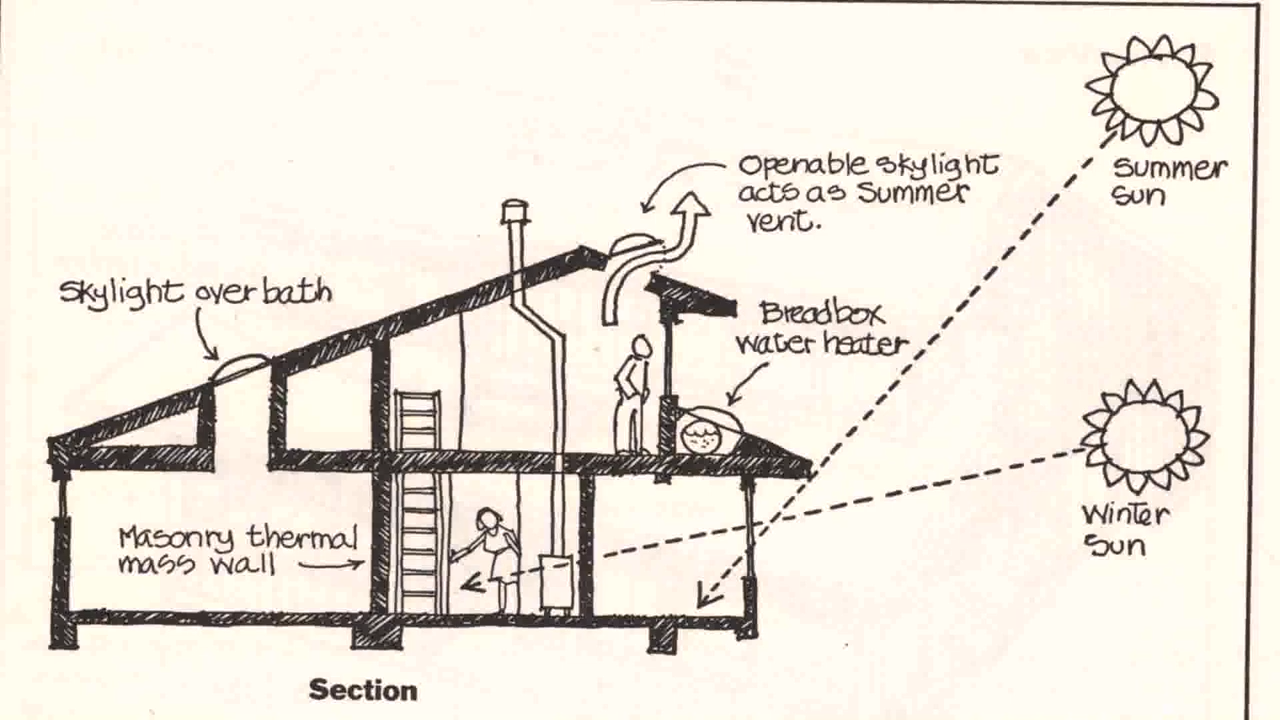 Openable skylight
acts as Summer
vent.
Summer
Sun
Skylight over bath
Breadbox
water heater
Masonry thermal
mass wall
Winter
Sun
Section